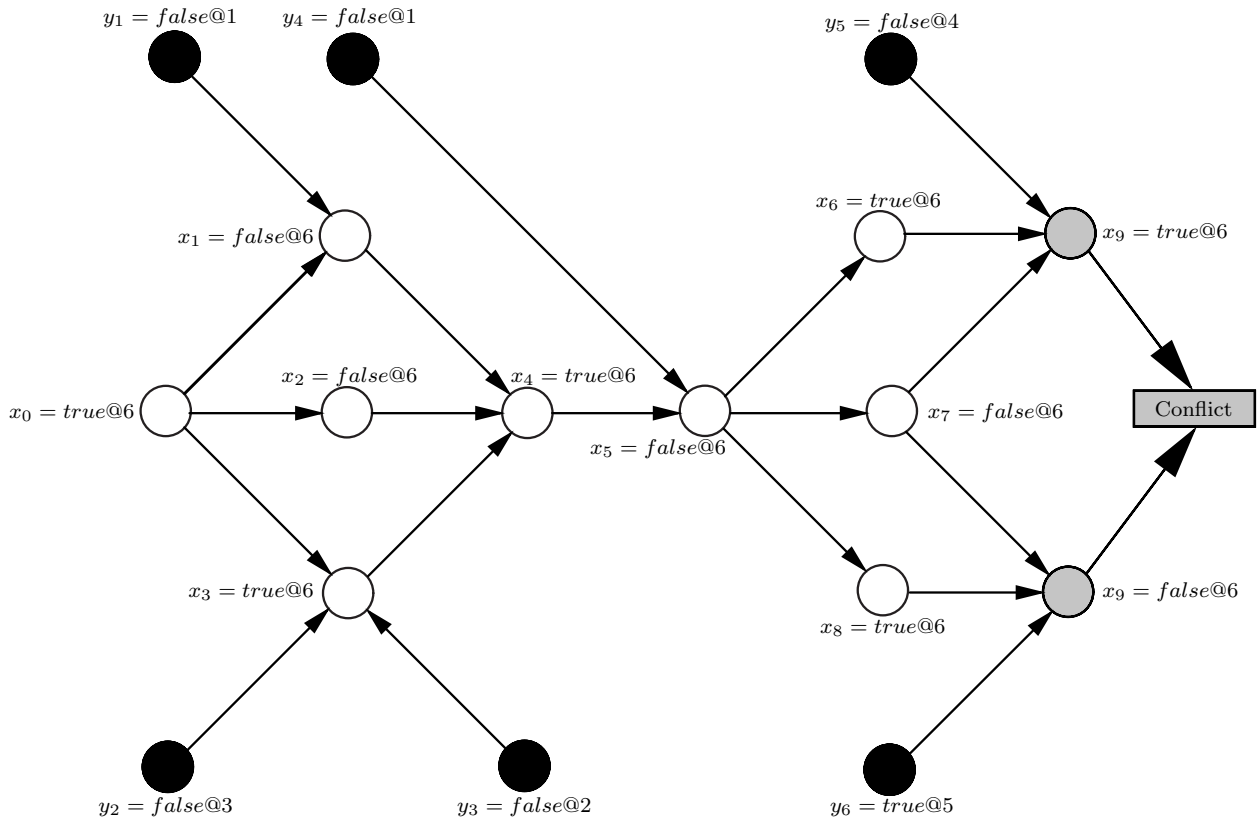 y₁ = false@1
y₄ = false@1
y₅ = false@4
x₆ = true@6
x₁ = false@6
x₉ = true@6
x₂ = false@6
x₄ = true@6
x₀ = true@6
x₇ = false@6
Conflict
x₅ = false@6
x₃ = true@6
x₉ = false@6
x₈ = true@6
y₂ = false@3
y₃ = false@2
y₆ = true@5